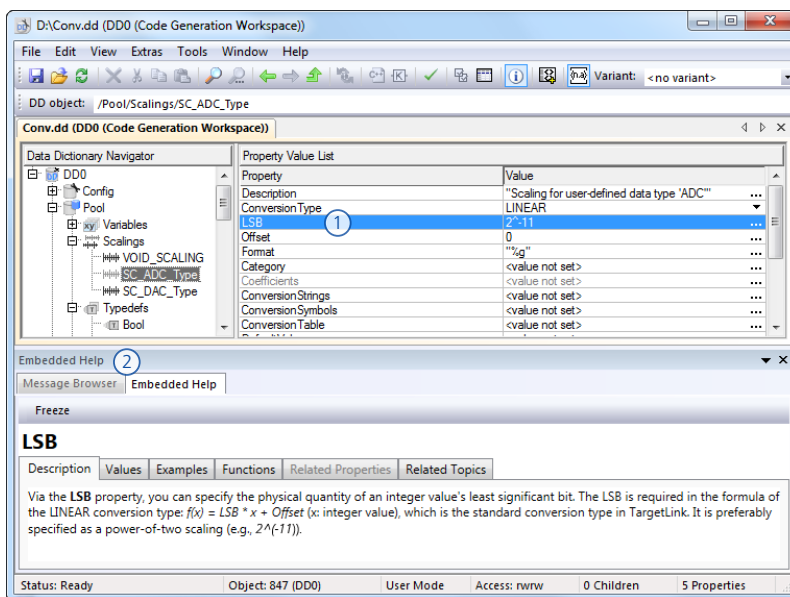 D:\Conv.dd (DD0 (Code Generation Workspace))
File Edit View Extras Tools Window Help
Variant: <no variant>
DD object: /Pool/Scalings/SC_ADC_Type
Conv.dd (DD0 (Code Generation Workspace))
Data Dictionary Navigator
DD0
Config
Pool
Variables
Scalings
VOID_SCALING
SC_ADC_Type
SC_DAC_Type
Typedefs
Bool
Property Value List
Property Value
Description "Scaling for user-defined data type 'ADC'" ...
ConversionType LINEAR
LSB 1 2^-11 ...
Offset 0 ...
Format "%g" ...
Category <value not set> ...
Coefficients <value not set> ...
ConversionStrings <value not set> ...
ConversionSymbols <value not set> ...
ConversionTable <value not set> ...
Embedded Help 2
Message Browser Embedded Help
Freeze
LSB
Description Values Examples Functions Related Properties Related Topics
Via the LSB property, you can specify the physical quantity of an integer value's least significant bit. The LSB is required in the formula of
the LINEAR conversion type: f(x) = LSB * x + Offset (x: integer value), which is the standard conversion type in TargetLink. It is preferably
specified as a power-of-two scaling (e.g., 2^(-11)).
Status: Ready Object: 847 (DD0) User Mode Access: rwrw 0 Children 5 Properties